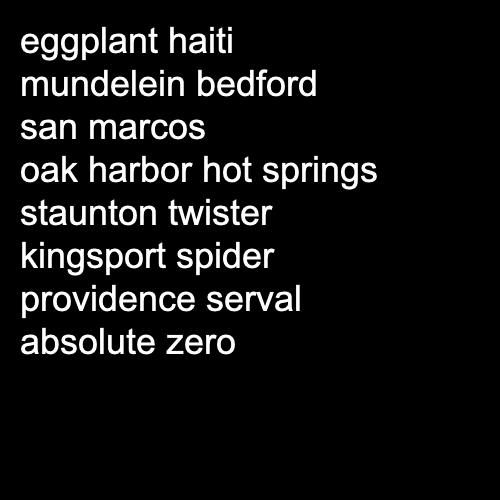 eggplant haiti
mundelein bedford
san marcos
oak harbor hot springs
staunton twister
kingsport spider
providence serval
absolute zero